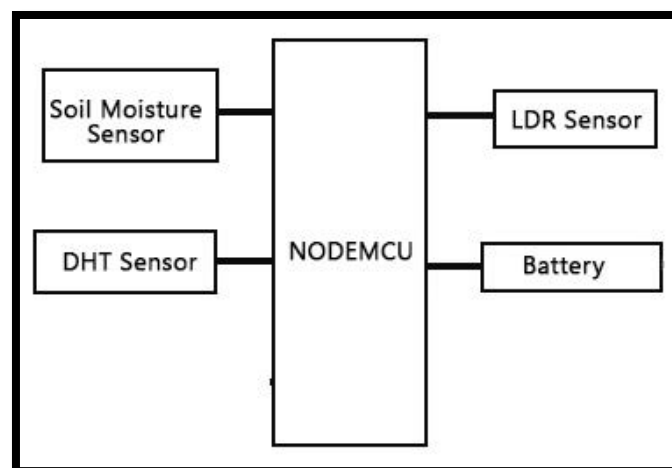 Soil Moisture
Sensor
LDR Sensor
DHT Sensor
NODEMCU
Battery